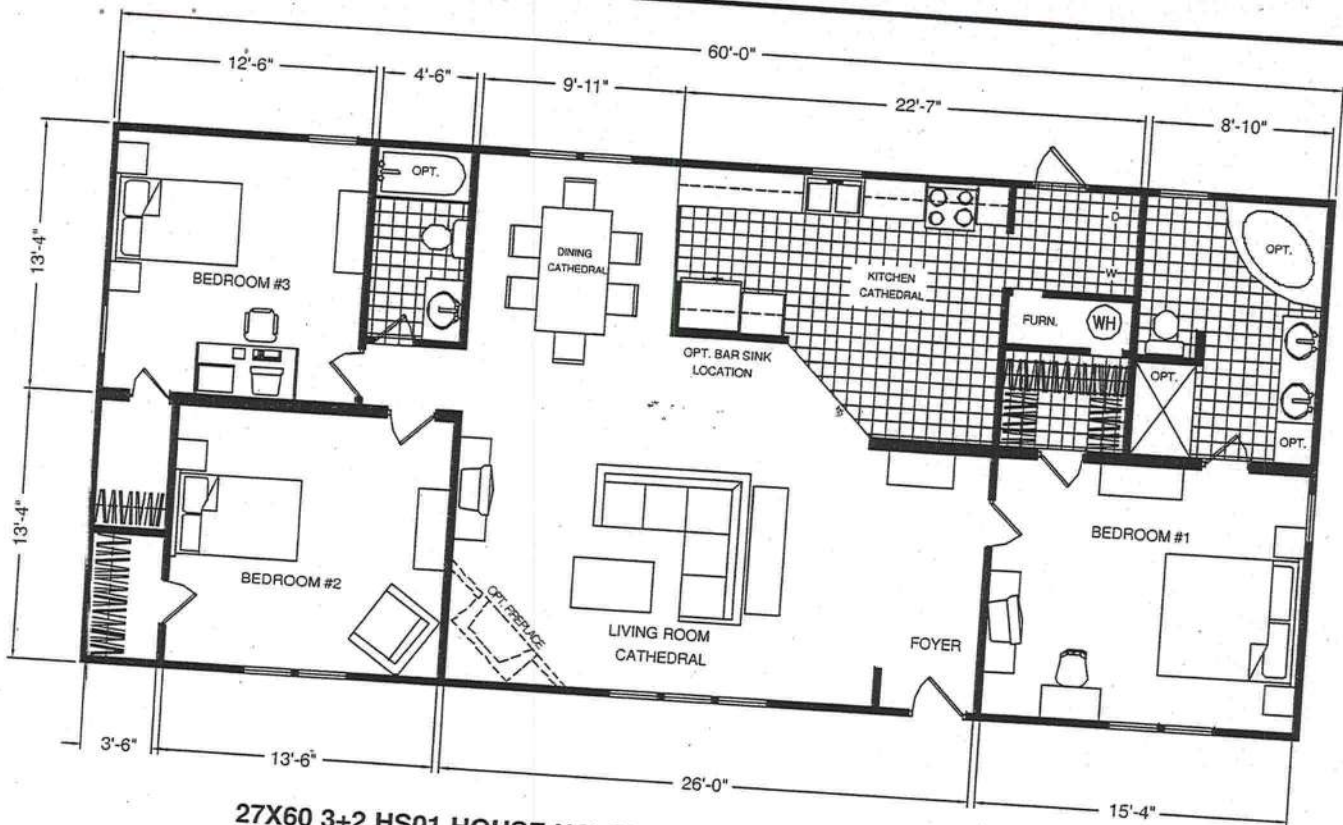 60'-0"
12'-6"
4'-6"
9'-11"
22'-7"
8'-10"
13'-4"
13'-4"
OPT.
BEDROOM #3
DINING
CATHEDRAL
KITCHEN
CATHEDRAL
D
W
OPT.
FURN.
WH
OPT. BAR SINK
LOCATION
OPT.
OPT.
BEDROOM #2
OPT. FIREPLACE
LIVING ROOM
CATHEDRAL
FOYER
BEDROOM #1
3'-6"
13'-6"
26'-0"
15'-4"
27X60 3+2 HS01 HOUSE